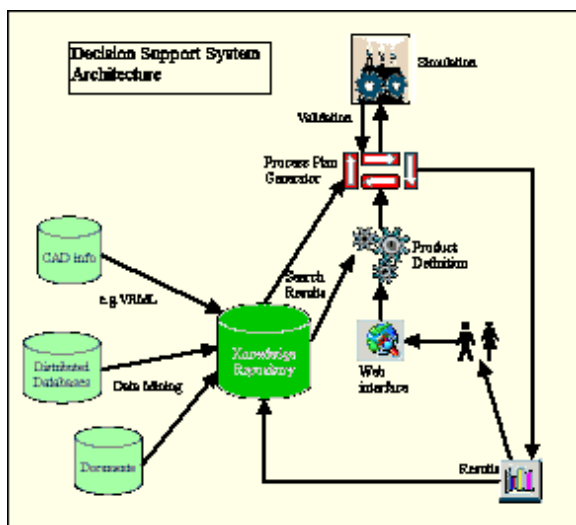 Decision Support System
Architecture
Simulation
Validation
Process Plan
Generator
CAD info
Product
Definition
Search
Results
e.g. VRML
Knowledge
Repository
Distributed
Databases
Data Mining
Web
interface
Documents
Results